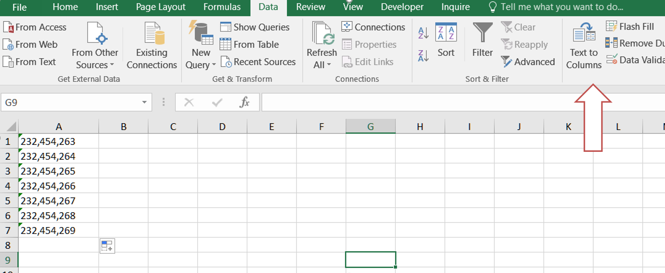 File Home Insert Page Layout Formulas Data Review View Developer Inquire Tell me what you want to do...
From Access
From Web
From Text
From Other Sources
Existing Connections
Get External Data
New Query
Show Queries
From Table
Recent Sources
Get & Transform
Refresh All
Connections
Properties
Edit Links
Connections
Sort
Filter
Clear
Reapply
Advanced
Sort & Filter
Text to Columns
Flash Fill
Remove Du
Data Valida
G9 fx
A B C D E F G H I J K L
1 232,454,263
2 232,454,264
3 232,454,265
4 232,454,266
5 232,454,267
6 232,454,268
7 232,454,269
8
9